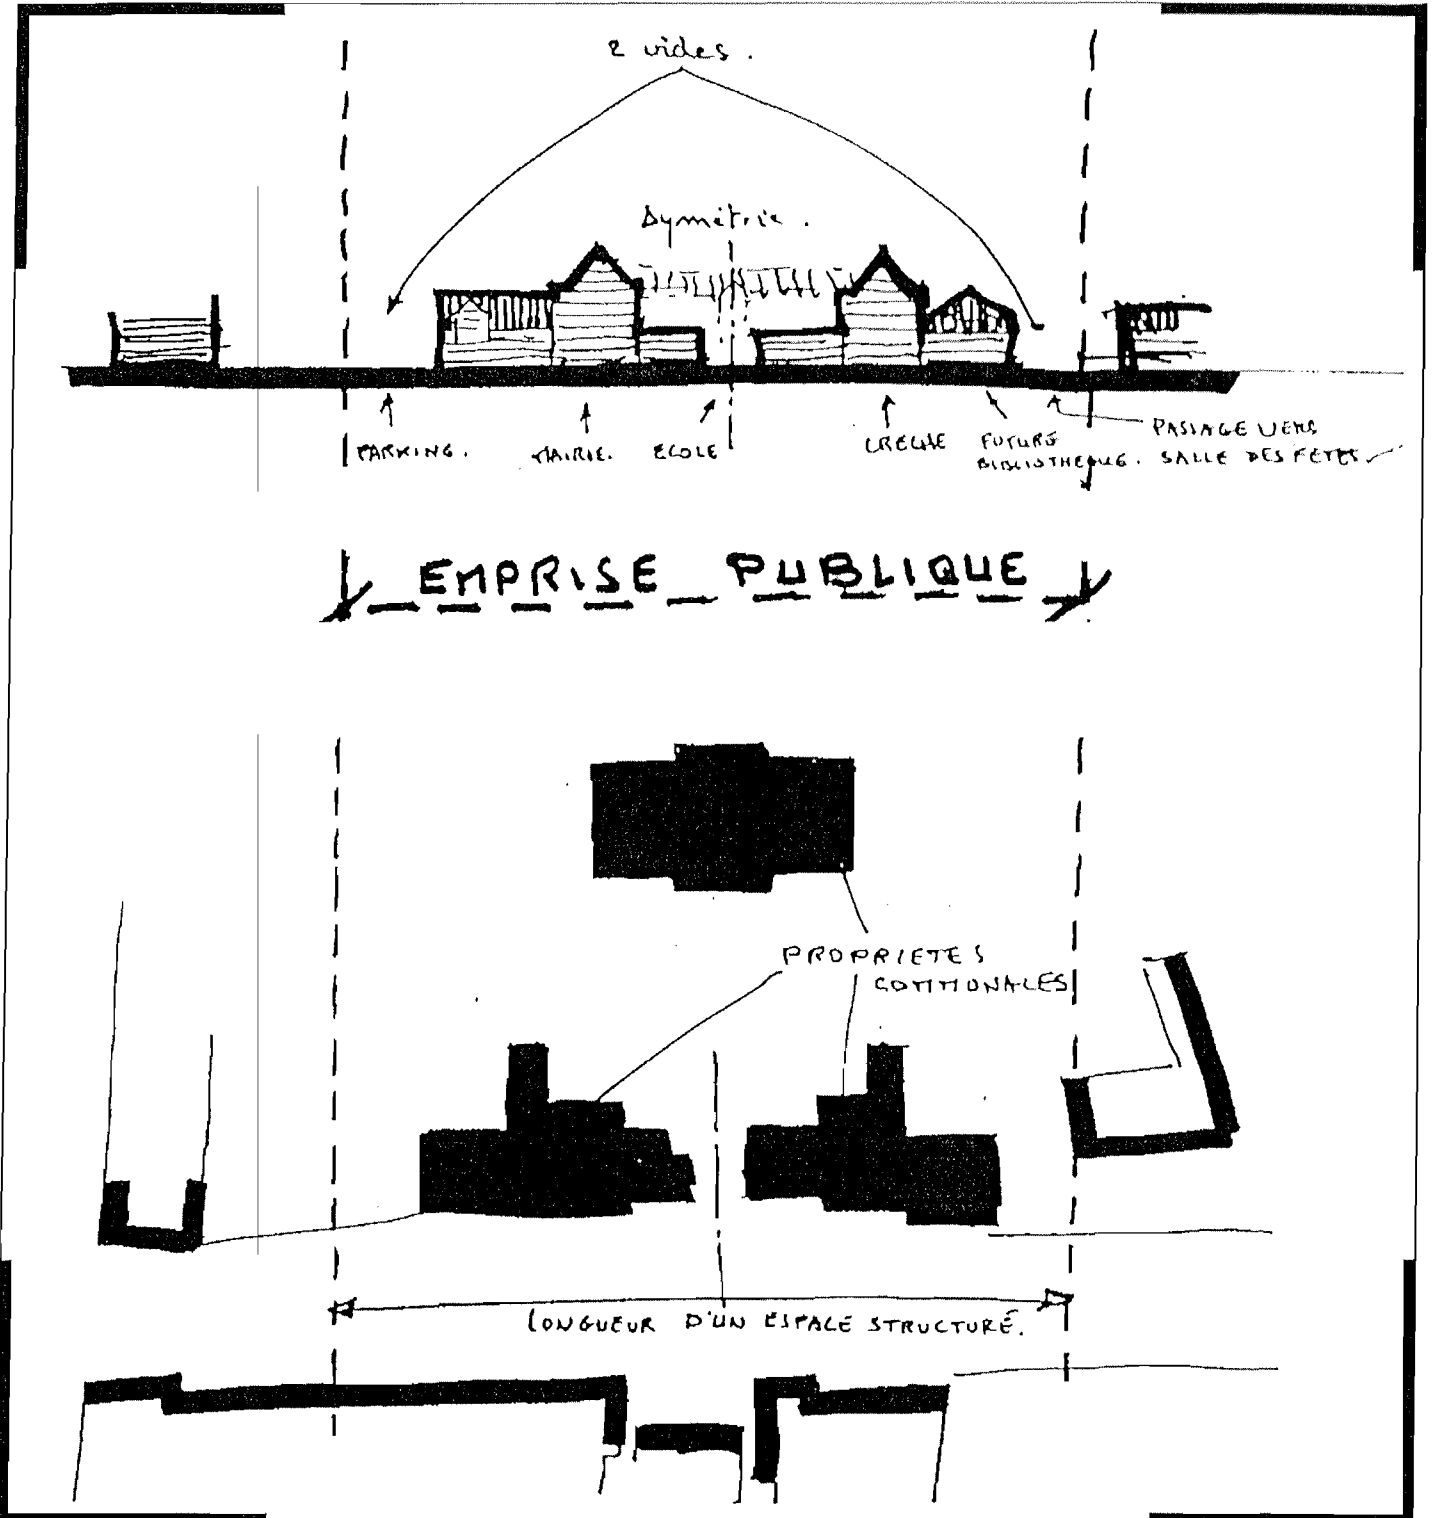 2 vides.
Symétrie.
PARKING.
MAIRIE.
ECOLE
CRECHE
FUTURE
BIBLIOTHEQUE.
PASSAGE VERS
SALLE DES FETES
EMPRISE PUBLIQUE
PROPRIETES
COMMUNALES
LONGUEUR D'UN ESPACE STRUCTURÉ.